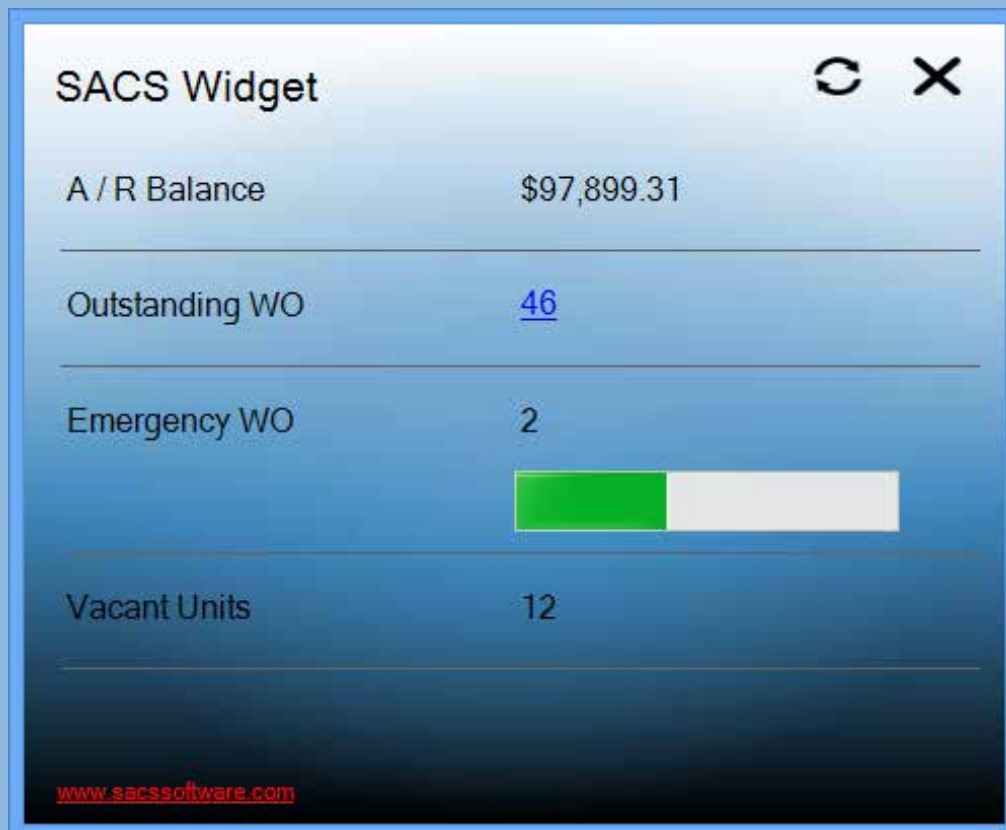 SACS Widget
A / R Balance $97,899.31
Outstanding WO 46
Emergency WO 2
Vacant Units 12
www.sacssoftware.com